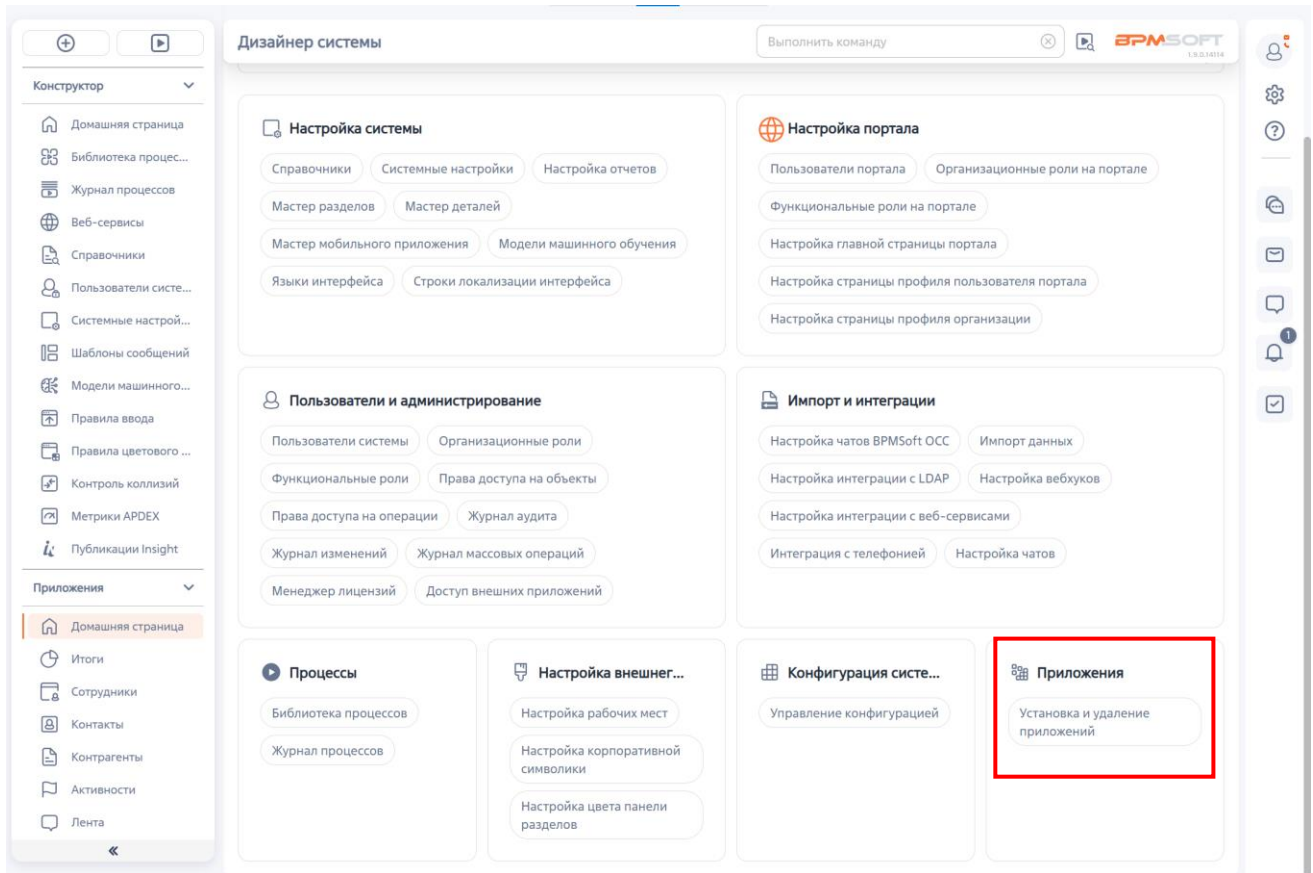 Дизайнер системы
Выполнить команду
BPMSOFT
1.9.0.14114
Конструктор
Домашняя страница
Библиотека процес...
Журнал процессов
Веб-сервисы
Справочники
Пользователи систе...
Системные настрой...
Шаблоны сообщений
Модели машинного...
Правила ввода
Правила цветового ...
Контроль коллизий
Метрики APDEX
Публикации Insight
Приложения
Домашняя страница
Итоги
Сотрудники
Контакты
Контрагенты
Активности
Лента
Настройка системы
Справочники Системные настройки Настройка отчетов
Мастер разделов Мастер деталей
Мастер мобильного приложения Модели машинного обучения
Языки интерфейса Строки локализации интерфейса
Настройка портала
Пользователи портала Организационные роли на портале
Функциональные роли на портале
Настройка главной страницы портала
Настройка страницы профиля пользователя портала
Настройка страницы профиля организации
Пользователи и администрирование
Пользователи системы Организационные роли
Функциональные роли Права доступа на объекты
Права доступа на операции Журнал аудита
Журнал изменений Журнал массовых операций
Менеджер лицензий Доступ внешних приложений
Импорт и интеграции
Настройка чатов BPMSoft OCC Импорт данных
Настройка интеграции с LDAP Настройка вебхуков
Настройка интеграции с веб-сервисами
Интеграция с телефонией Настройка чатов
Процессы
Библиотека процессов
Журнал процессов
Настройка внешнег...
Настройка рабочих мест
Настройка корпоративной
символики
Настройка цвета панели
разделов
Конфигурация систе...
Управление конфигурацией
Приложения
Установка и удаление
приложений
1